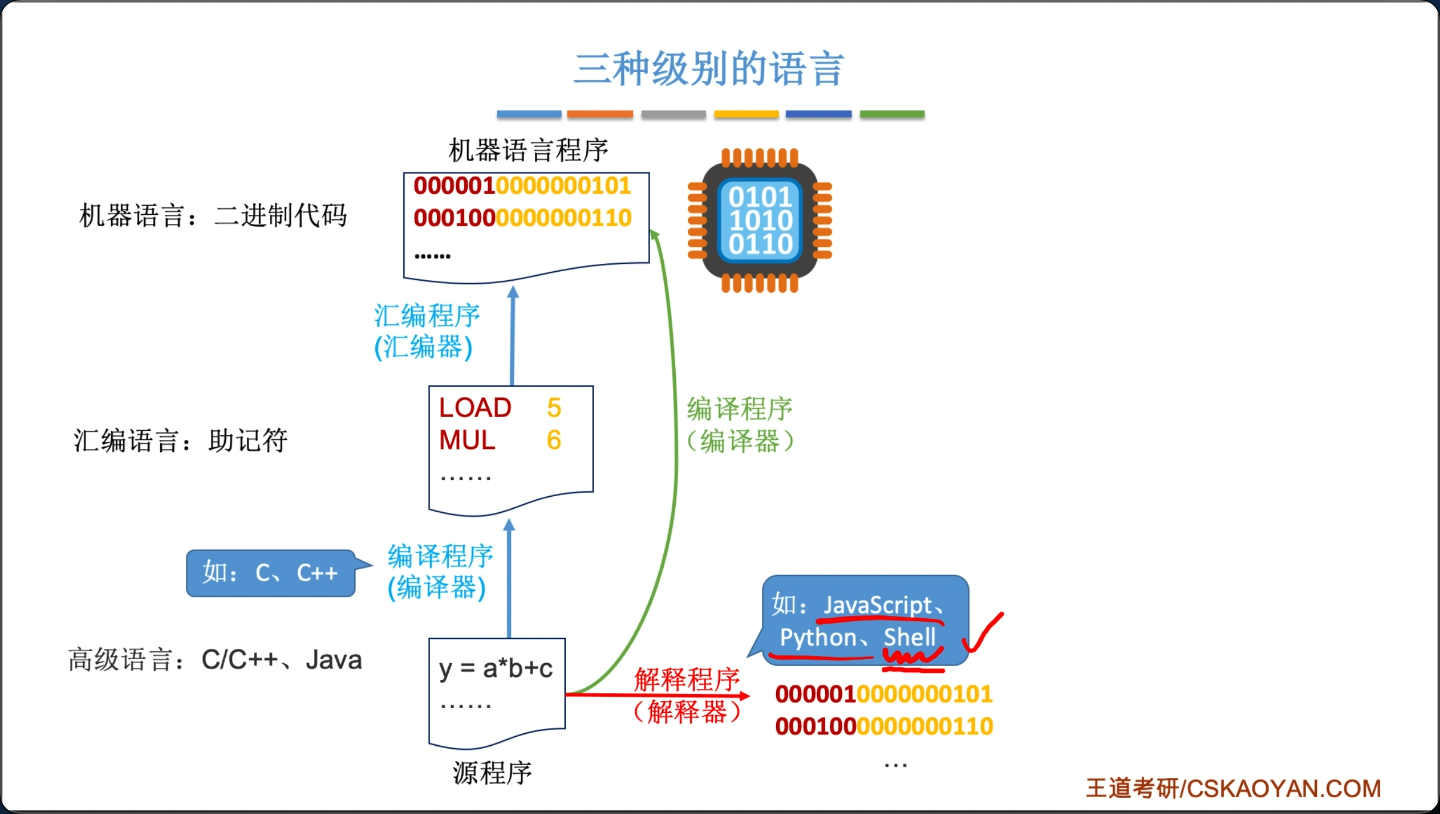 三种级别的语言
机器语言程序
机器语言：二进制代码
0000010000000101
0001000000000110
……
0101
1010
0110
汇编程序
(汇编器)
汇编语言：助记符
LOAD 5
MUL 6
……
编译程序
（编译器）
如：C、C++
编译程序
(编译器)
高级语言：C/C++、Java
y = a*b+c
……
源程序
解释程序
（解释器）
如：JavaScript、
Python、Shell
0000010000000101
0001000000000110
…
王道考研/CSKAOYAN.COM